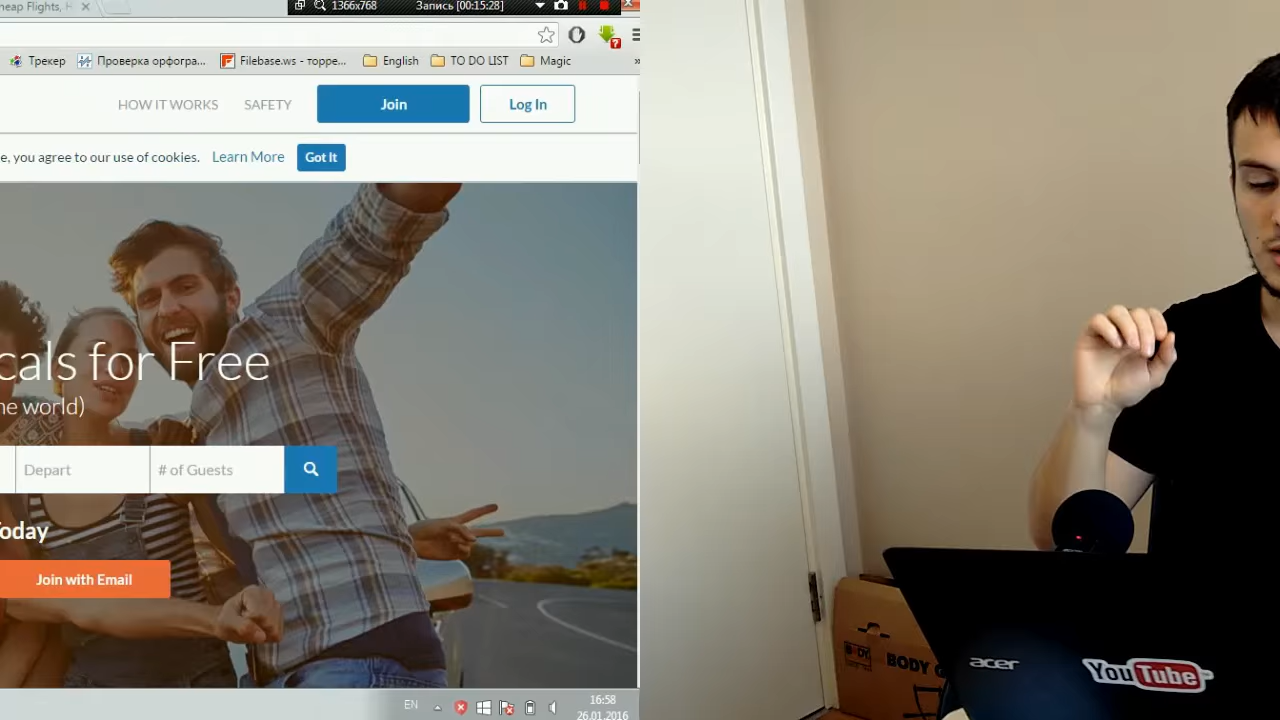 heap Flights, H
1366x768
Запись [00:15:28]
Трекер
Проверка орфогра...
Filebase.ws - торре...
English
TO DO LIST
Magic
»
HOW IT WORKS
SAFETY
Join
Log In
e, you agree to our use of cookies. Learn More
Got It
cals for Free
he world)
Depart
# of Guests
Today
Join with Email
EN
16:58
26.01.2016
BODY
BODY
acer
YouTube